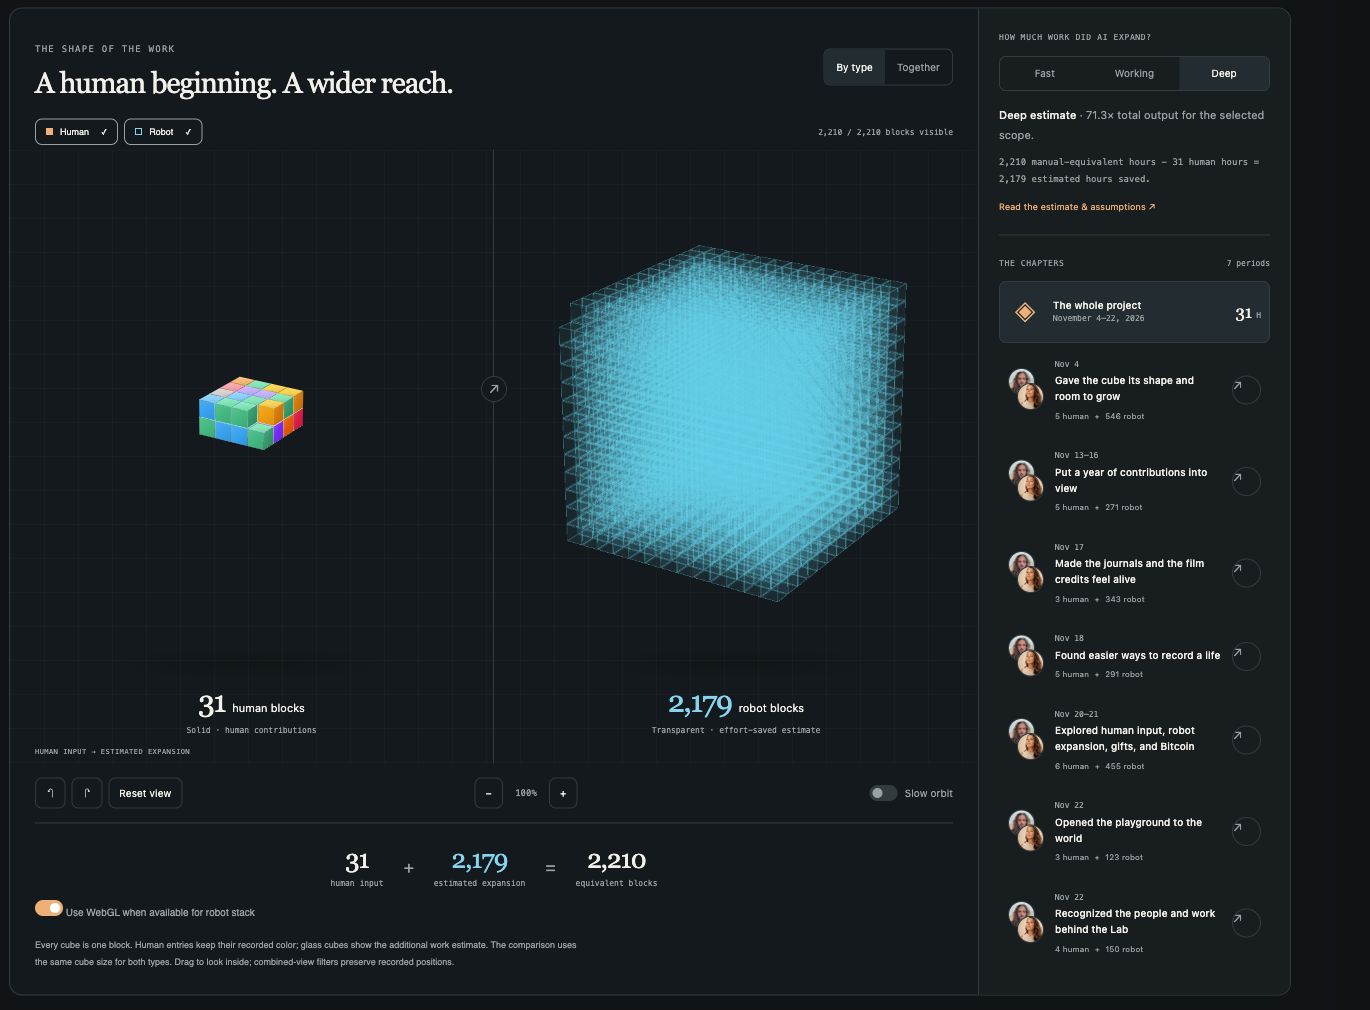 THE SHAPE OF THE WORK
A human beginning. A wider reach.
By type
Together
Human ✓
Robot ✓
2,210 / 2,210 blocks visible
31 human blocks
Solid · human contributions
2,179 robot blocks
Transparent · effort-saved estimate
HUMAN INPUT → ESTIMATED EXPANSION
Reset view
−
100%
+
Slow orbit
31
+
2,179
=
2,210
human input
estimated expansion
equivalent blocks
Use WebGL when available for robot stack
Every cube is one block. Human entries keep their recorded color; glass cubes show the additional work estimate. The comparison uses
the same cube size for both types. Drag to look inside; combined-view filters preserve recorded positions.
HOW MUCH WORK DID AI EXPAND?
Fast
Working
Deep
Deep estimate · 71.3× total output for the selected
scope.
2,210 manual-equivalent hours − 31 human hours =
2,179 estimated hours saved.
Read the estimate & assumptions ↗
THE CHAPTERS
7 periods
The whole project
November 4–22, 2026
31 H
Nov 4
Gave the cube its shape and
room to grow
5 human + 546 robot
Nov 13–16
Put a year of contributions into
view
5 human + 271 robot
Nov 17
Made the journals and the film
credits feel alive
3 human + 343 robot
Nov 18
Found easier ways to record a life
5 human + 291 robot
Nov 20–21
Explored human input, robot
expansion, gifts, and Bitcoin
6 human + 455 robot
Nov 22
Opened the playground to the
world
3 human + 123 robot
Nov 22
Recognized the people and work
behind the Lab
4 human + 150 robot